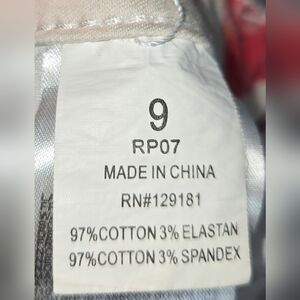 9
RP07
MADE IN CHINA
RN#129181
97%COTTON 3% ELASTAN
97%COTTON 3% SPANDEX